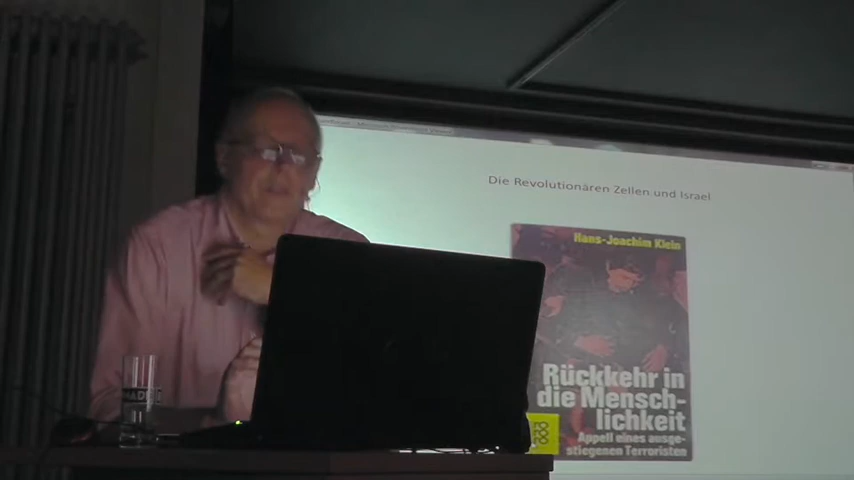 Die Revolutionären Zellen und Israel
Hans-Joachim Klein
Rückkehr in
die Mensch-
lichkeit
Appell eines ausge-
stiegenen Terroristen